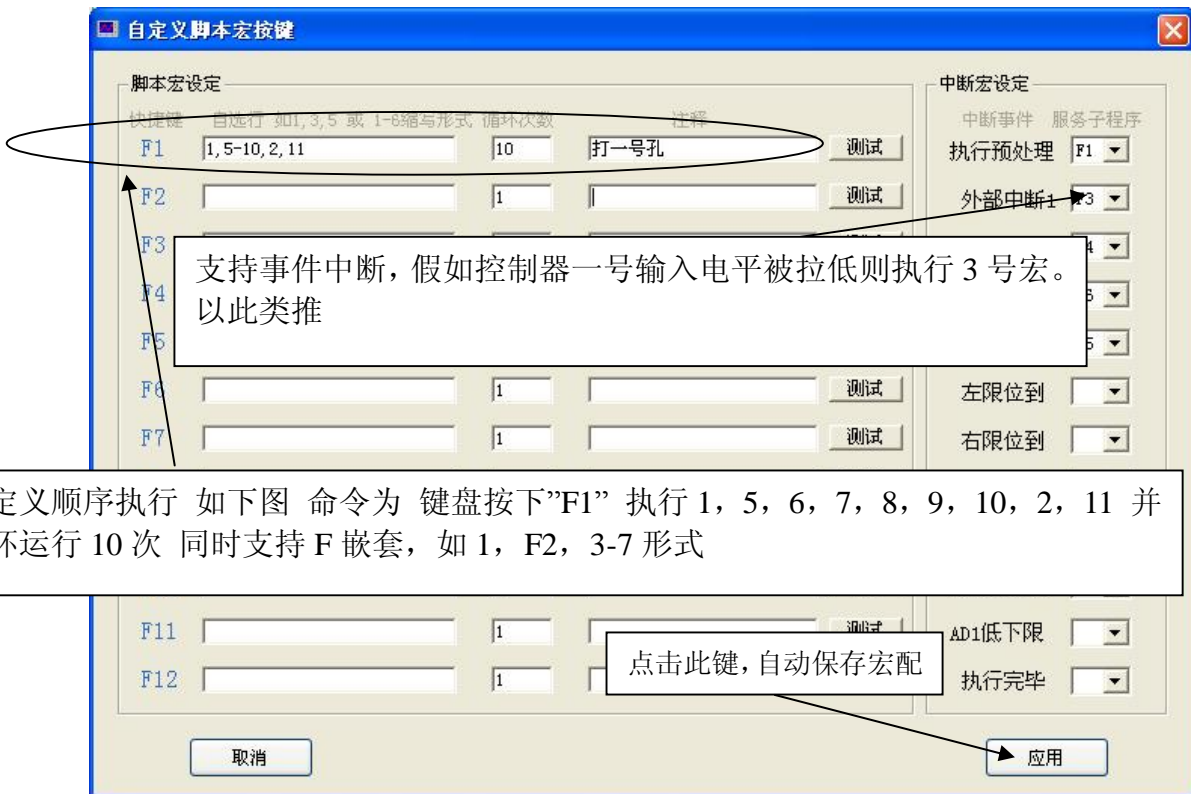 自定义脚本宏按键
脚本宏设定
中断宏设定
快捷键 自选行 如1,3,5 或 1-6缩写形式 循环次数 注释
中断事件 服务子程序
F1 1,5-10,2,11 10 打一号孔 测试
执行预处理 F1
F2 1 测试
外部中断1 F3
F3
4
支持事件中断，假如控制器一号输入电平被拉低则执行 3 号宏。
以此类推
F4
F5
5
F6 1 测试
左限位到
F7 1 测试
右限位到
定义顺序执行 如下图 命令为 键盘按下”F1” 执行 1，5，6，7，8，9，10，2，11 并
环运行 10 次 同时支持 F 嵌套，如 1，F2，3-7 形式
F11 1 测试
AD1低下限
点击此键，自动保存宏配
F12 1
执行完毕
取消
应用